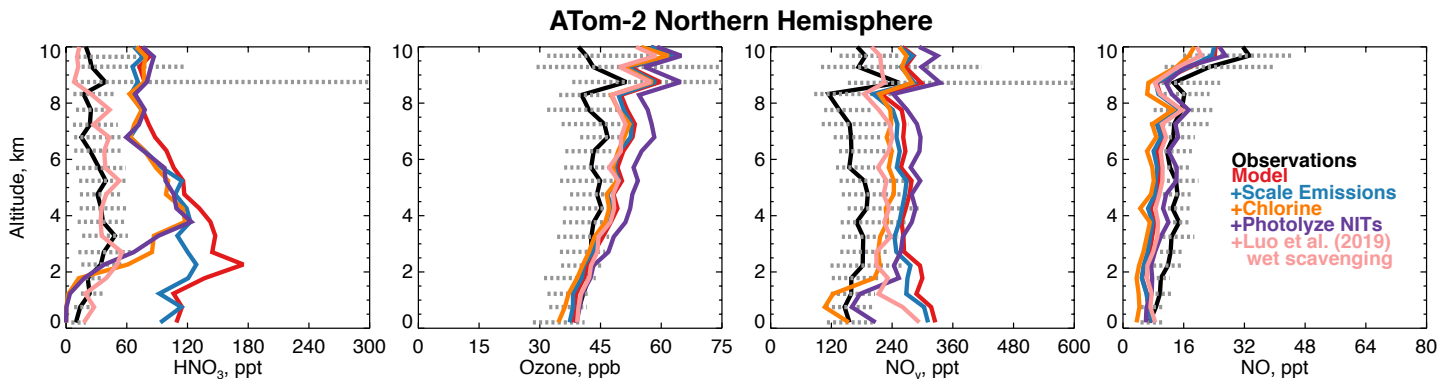 ATom-2 Northern Hemisphere
Altitude, km
10
8
6
4
2
0
0 60 120 180 240 300
HNO₃, ppt
10
8
6
4
2
0
0 15 30 45 60 75
Ozone, ppb
10
8
6
4
2
0
0 120 240 360 480 600
NOy, ppt
10
8
6
4
2
0
0 16 32 48 64 80
NO, ppt
Observations
Model
+Scale Emissions
+Chlorine
+Photolyze NITs
+Luo et al. (2019)
wet scavenging